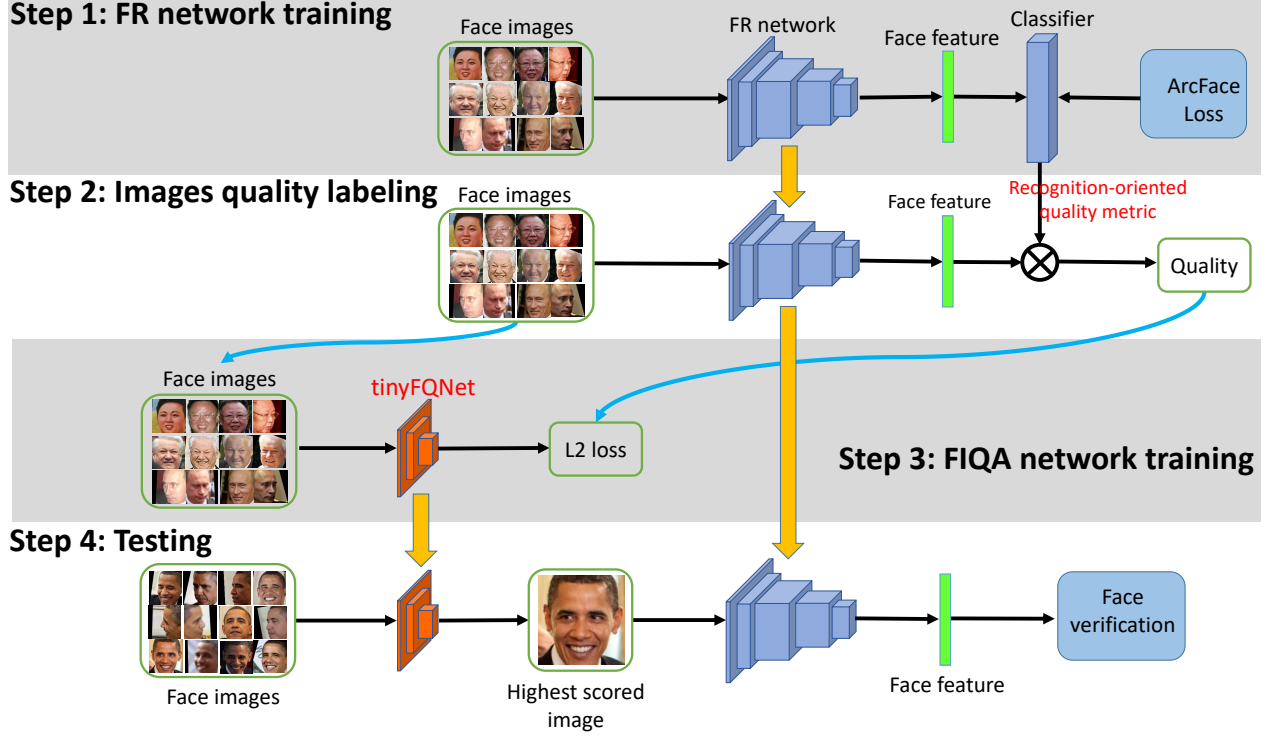 Step 1: FR network training
Face images
FR network
Face feature
Classifier
ArcFace
Loss
Step 2: Images quality labeling
Face images
Face feature
Recognition-oriented
quality metric
Quality
Face images
tinyFQNet
L2 loss
Step 3: FIQA network training
Step 4: Testing
Face images
Highest scored
image
Face feature
Face
verification